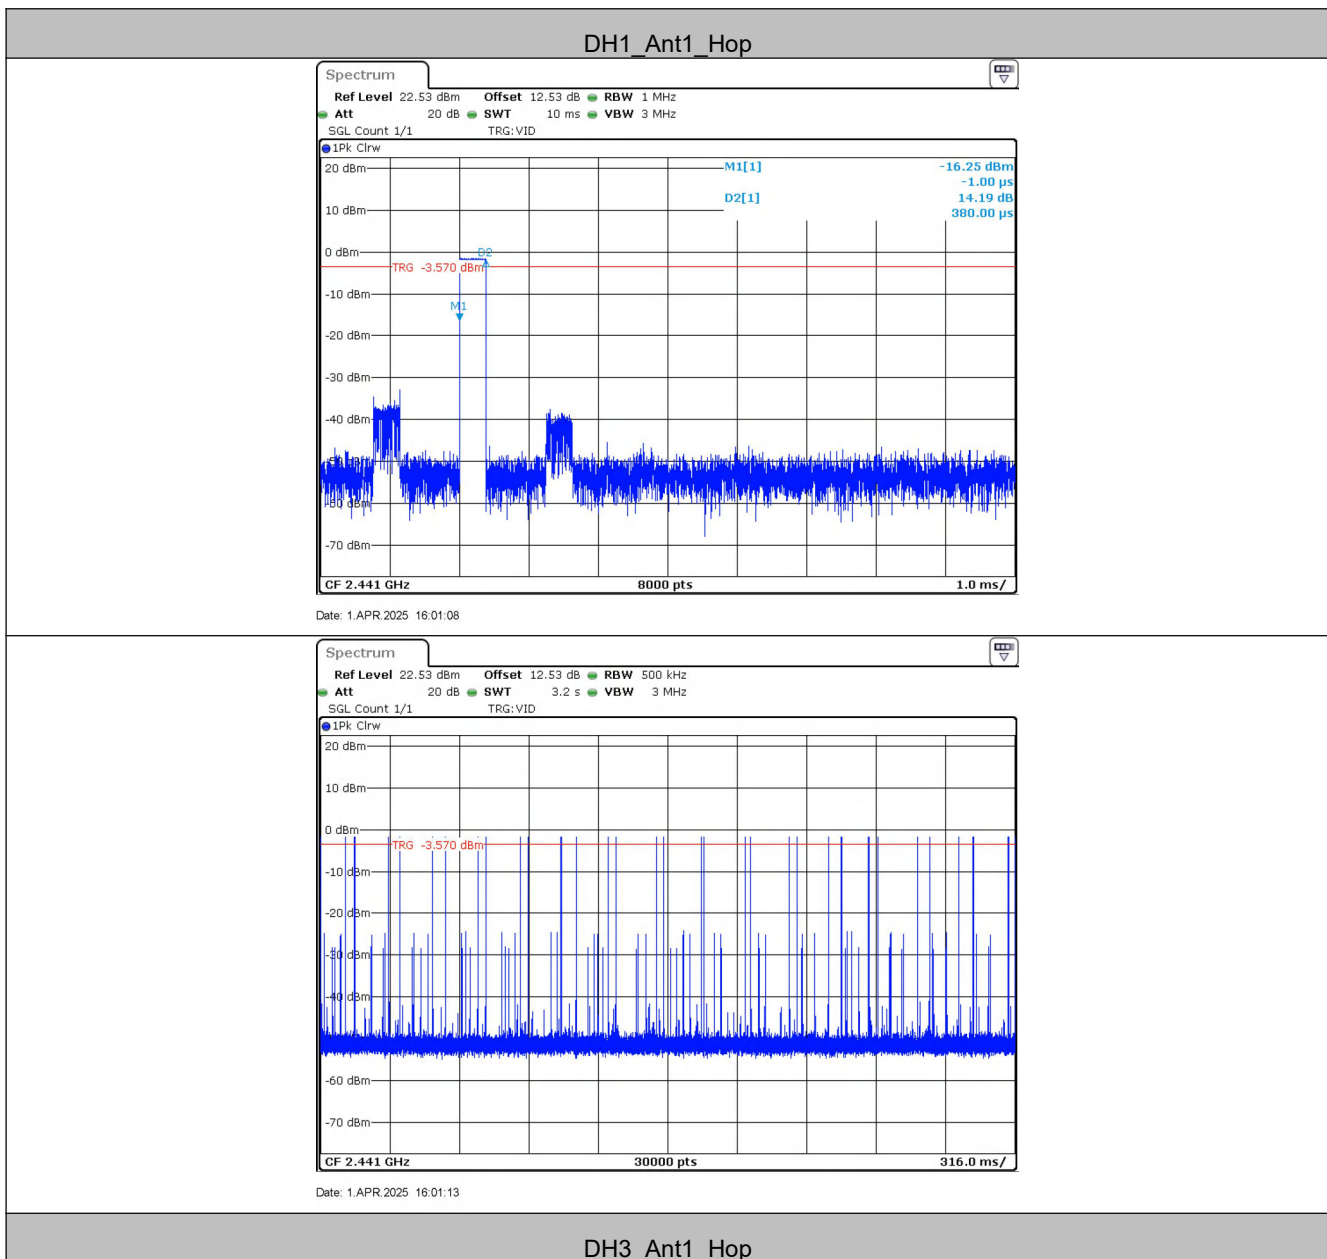 DH1_Ant1_Hop
Spectrum
Ref Level 22.53 dBm Offset 12.53 dB RBW 1 MHz
Att 20 dB SWT 10 ms VBW 3 MHz
SGL Count 1/1 TRG:VID
1Pk Clrw
20 dBm
M1[1] -16.25 dBm
-1.00 µs
D2[1] 14.19 dB
10 dBm
380.00 µs
0 dBm
D2
TRG -3.570 dBm
-10 dBm
M1
-20 dBm
-30 dBm
-40 dBm
-50 dBm
-60 dBm
-70 dBm
CF 2.441 GHz 8000 pts 1.0 ms/
Date: 1.APR.2025 16:01:08
Spectrum
Ref Level 22.53 dBm Offset 12.53 dB RBW 500 kHz
Att 20 dB SWT 3.2 s VBW 3 MHz
SGL Count 1/1 TRG:VID
1Pk Clrw
20 dBm
10 dBm
0 dBm
TRG -3.570 dBm
-10 dBm
-20 dBm
-30 dBm
-40 dBm
-60 dBm
-70 dBm
CF 2.441 GHz 30000 pts 316.0 ms/
Date: 1.APR.2025 16:01:13
DH3_Ant1_Hop